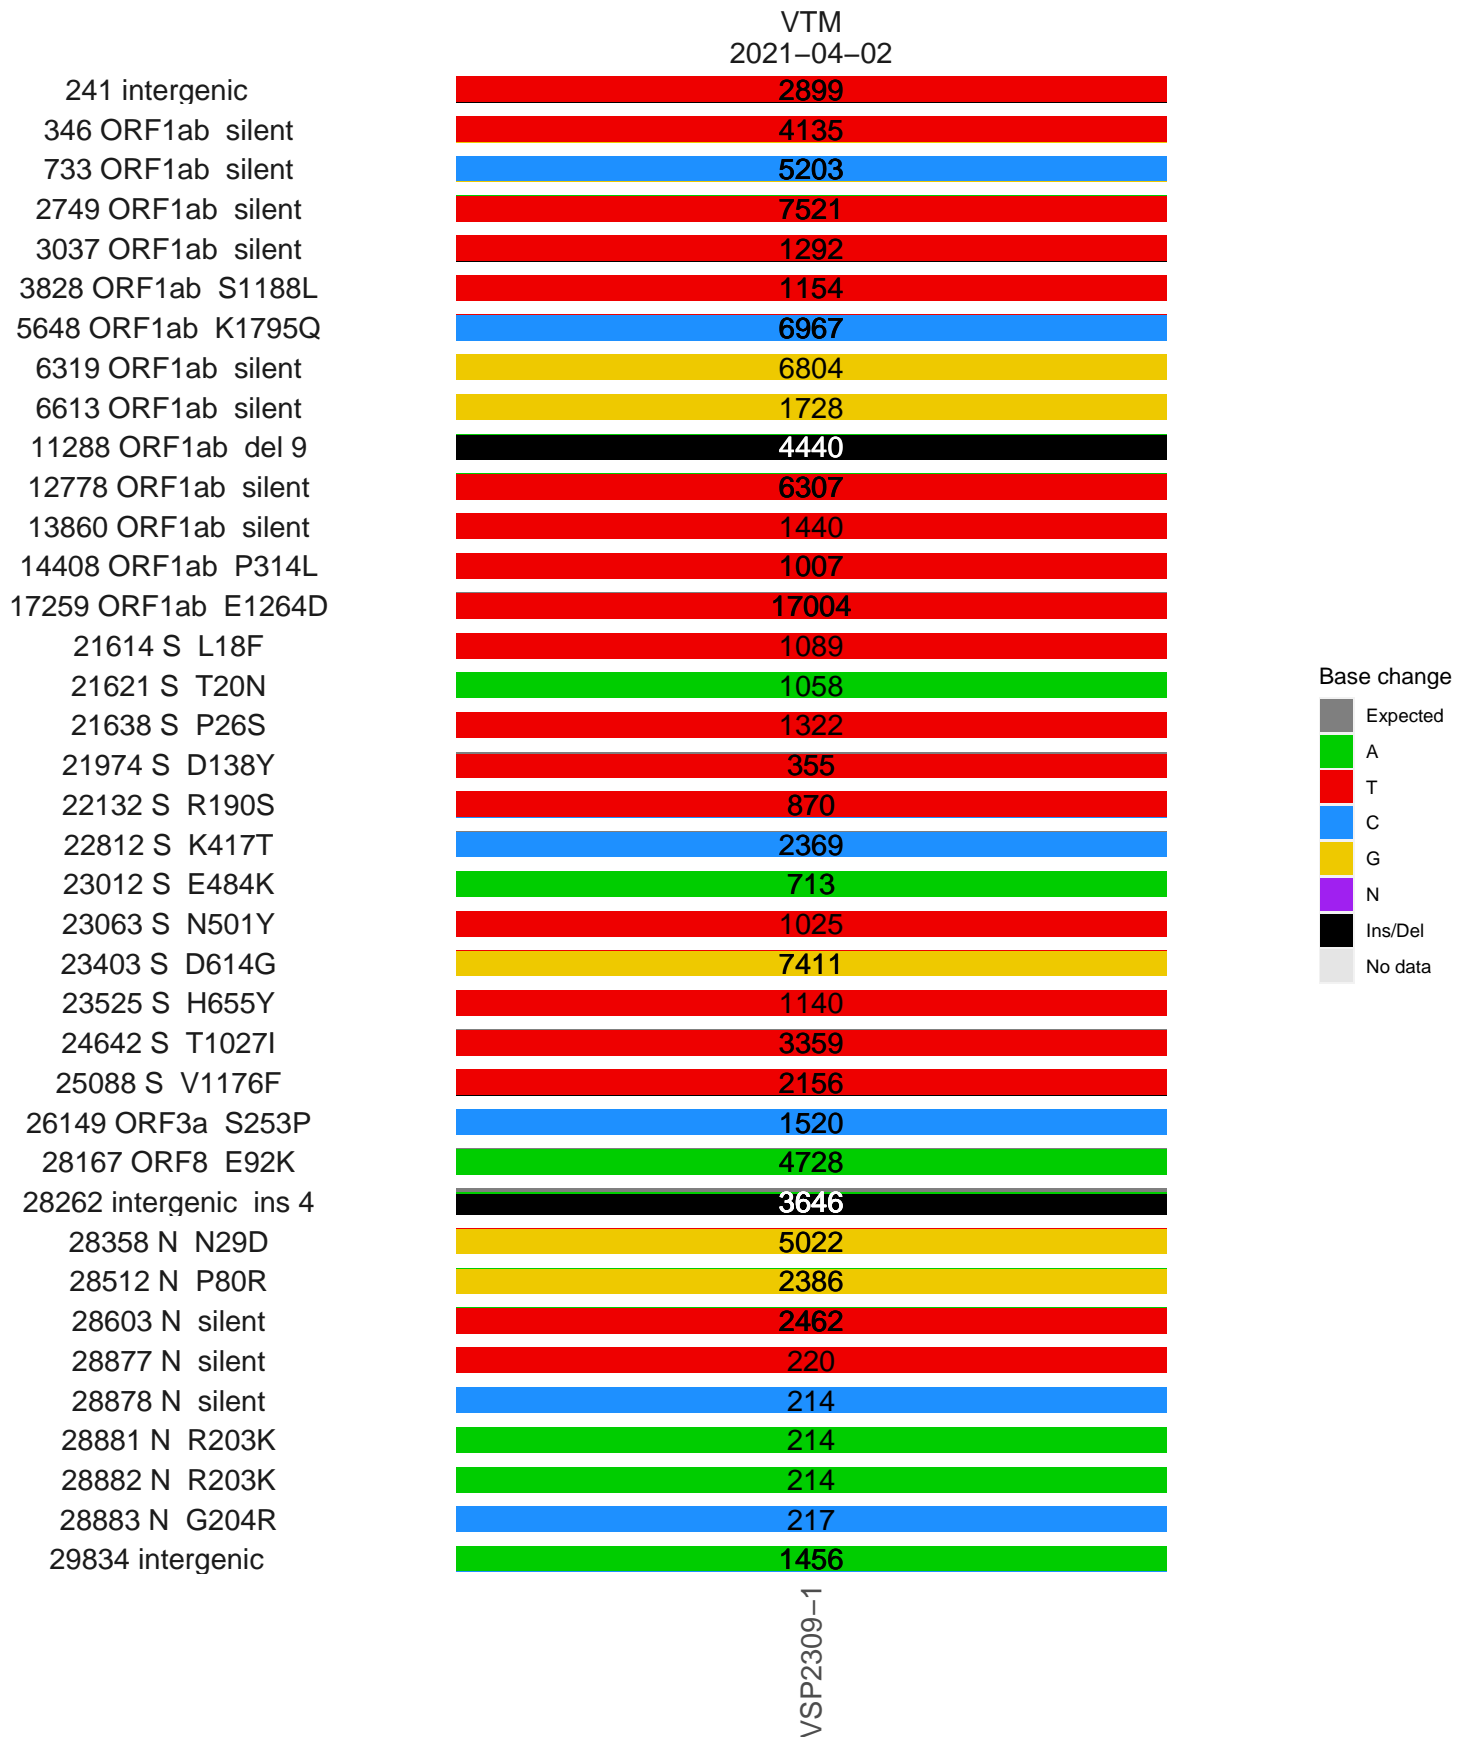 VTM
2021−04−02
241 intergenic 2899
346 ORF1ab silent 4135
733 ORF1ab silent 5203
2749 ORF1ab silent 7521
3037 ORF1ab silent 1292
3828 ORF1ab S1188L 1154
5648 ORF1ab K1795Q 6967
6319 ORF1ab silent 6804
6613 ORF1ab silent 1728
11288 ORF1ab del 9 4440
12778 ORF1ab silent 6307
13860 ORF1ab silent 1440
14408 ORF1ab P314L 1007
17259 ORF1ab E1264D 17004
21614 S L18F 1089
21621 S T20N 1058
21638 S P26S 1322
21974 S D138Y 355
22132 S R190S 870
22812 S K417T 2369
23012 S E484K 713
23063 S N501Y 1025
23403 S D614G 7411
23525 S H655Y 1140
24642 S T1027I 3359
25088 S V1176F 2156
26149 ORF3a S253P 1520
28167 ORF8 E92K 4728
28262 intergenic ins 4 3646
28358 N N29D 5022
28512 N P80R 2386
28603 N silent 2462
28877 N silent 220
28878 N silent 214
28881 N R203K 214
28882 N R203K 214
28883 N G204R 217
29834 intergenic 1456
VSP2309−1
Base change
Expected
A
T
C
G
N
Ins/Del
No data